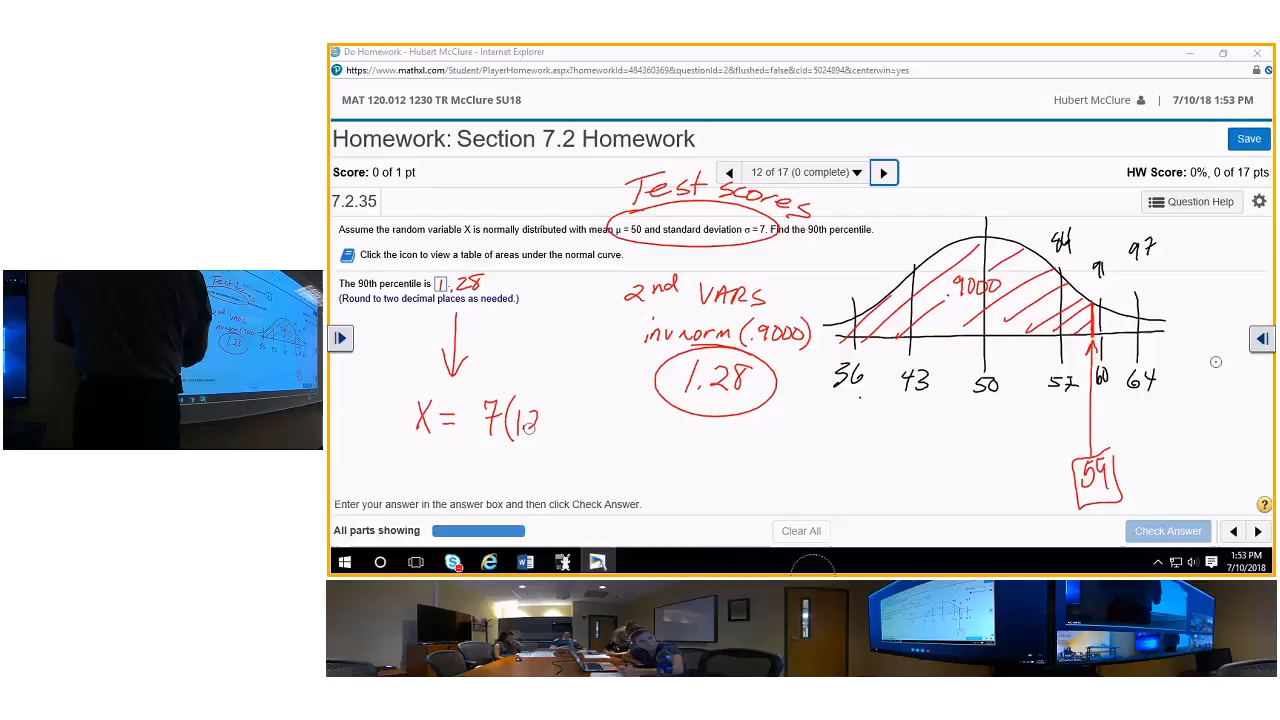 Do Homework - Hubert McClure - Internet Explorer
https://www.mathxl.com/Student/PlayerHomework.aspx?homeworkId=484360369&questionId=2&flushed=false&cId=5024894&centerwin=yes
MAT 120.012 1230 TR McClure SU18
Hubert McClure | 7/10/18 1:53 PM
Homework: Section 7.2 Homework
Save
Score: 0 of 1 pt
12 of 17 (0 complete)
HW Score: 0%, 0 of 17 pts
Test scores
7.2.35
Question Help
Assume the random variable X is normally distributed with mean μ = 50 and standard deviation σ = 7. Find the 90th percentile.
Click the icon to view a table of areas under the normal curve.
84
97
91
The 90th percentile is 1.28
(Round to two decimal places as needed.)
2nd VARS
.9000
invnorm(.9000)
1.28
36 43 50 57 60 64
X = 7(1.2
59
Enter your answer in the answer box and then click Check Answer.
All parts showing
Clear All
Check Answer
1:53 PM
7/10/2018